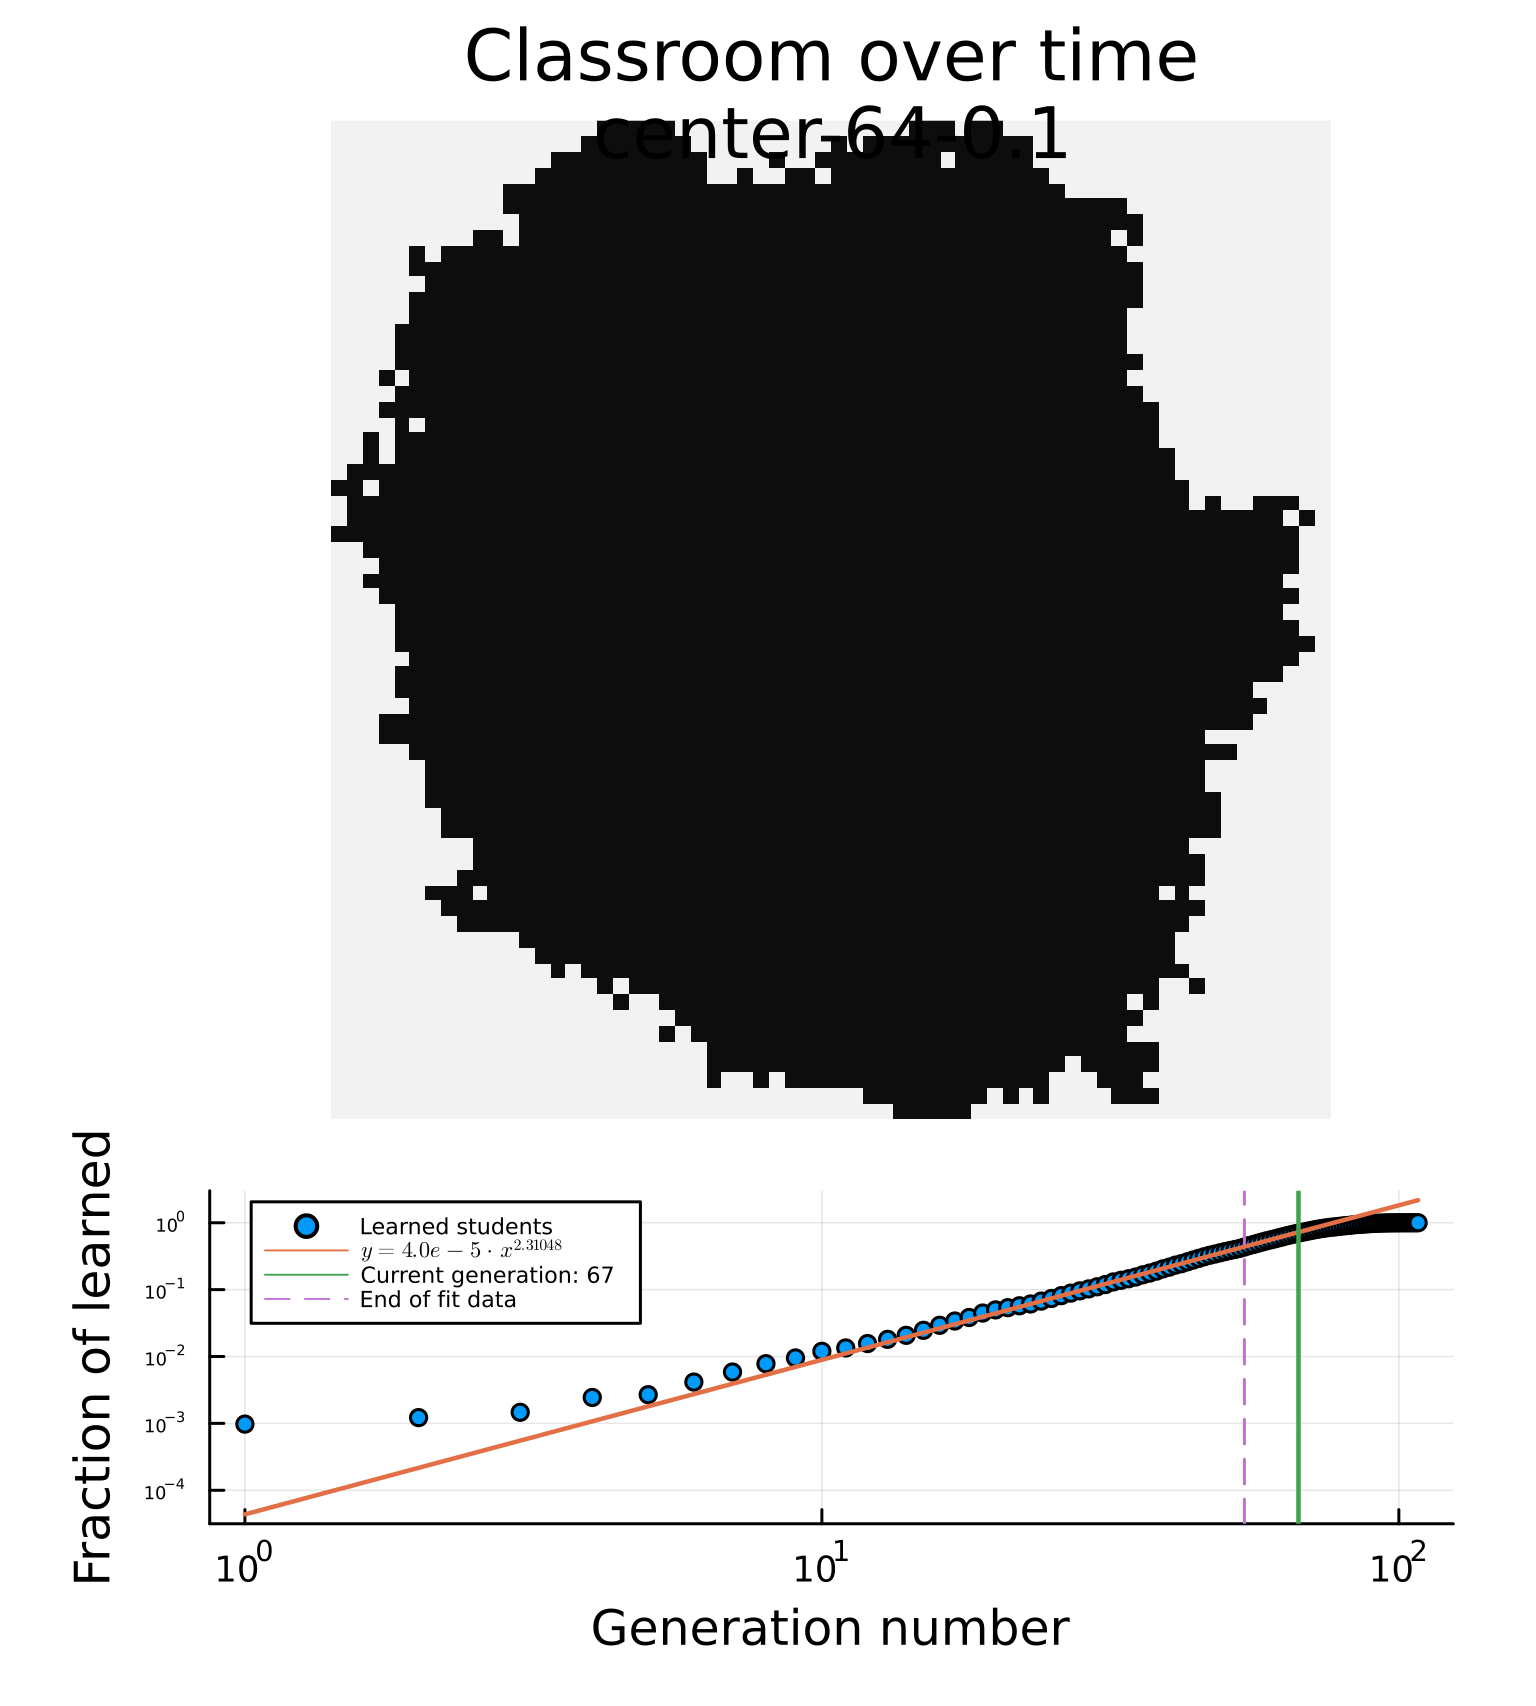 Classroom over time
center-64-0.1
Fraction of learned
10^0
10^-1
10^-2
10^-3
10^-4
Learned students
y = 4.0e − 5 · x^2.31048
Current generation: 67
End of fit data
10^0 10^1 10^2
Generation number